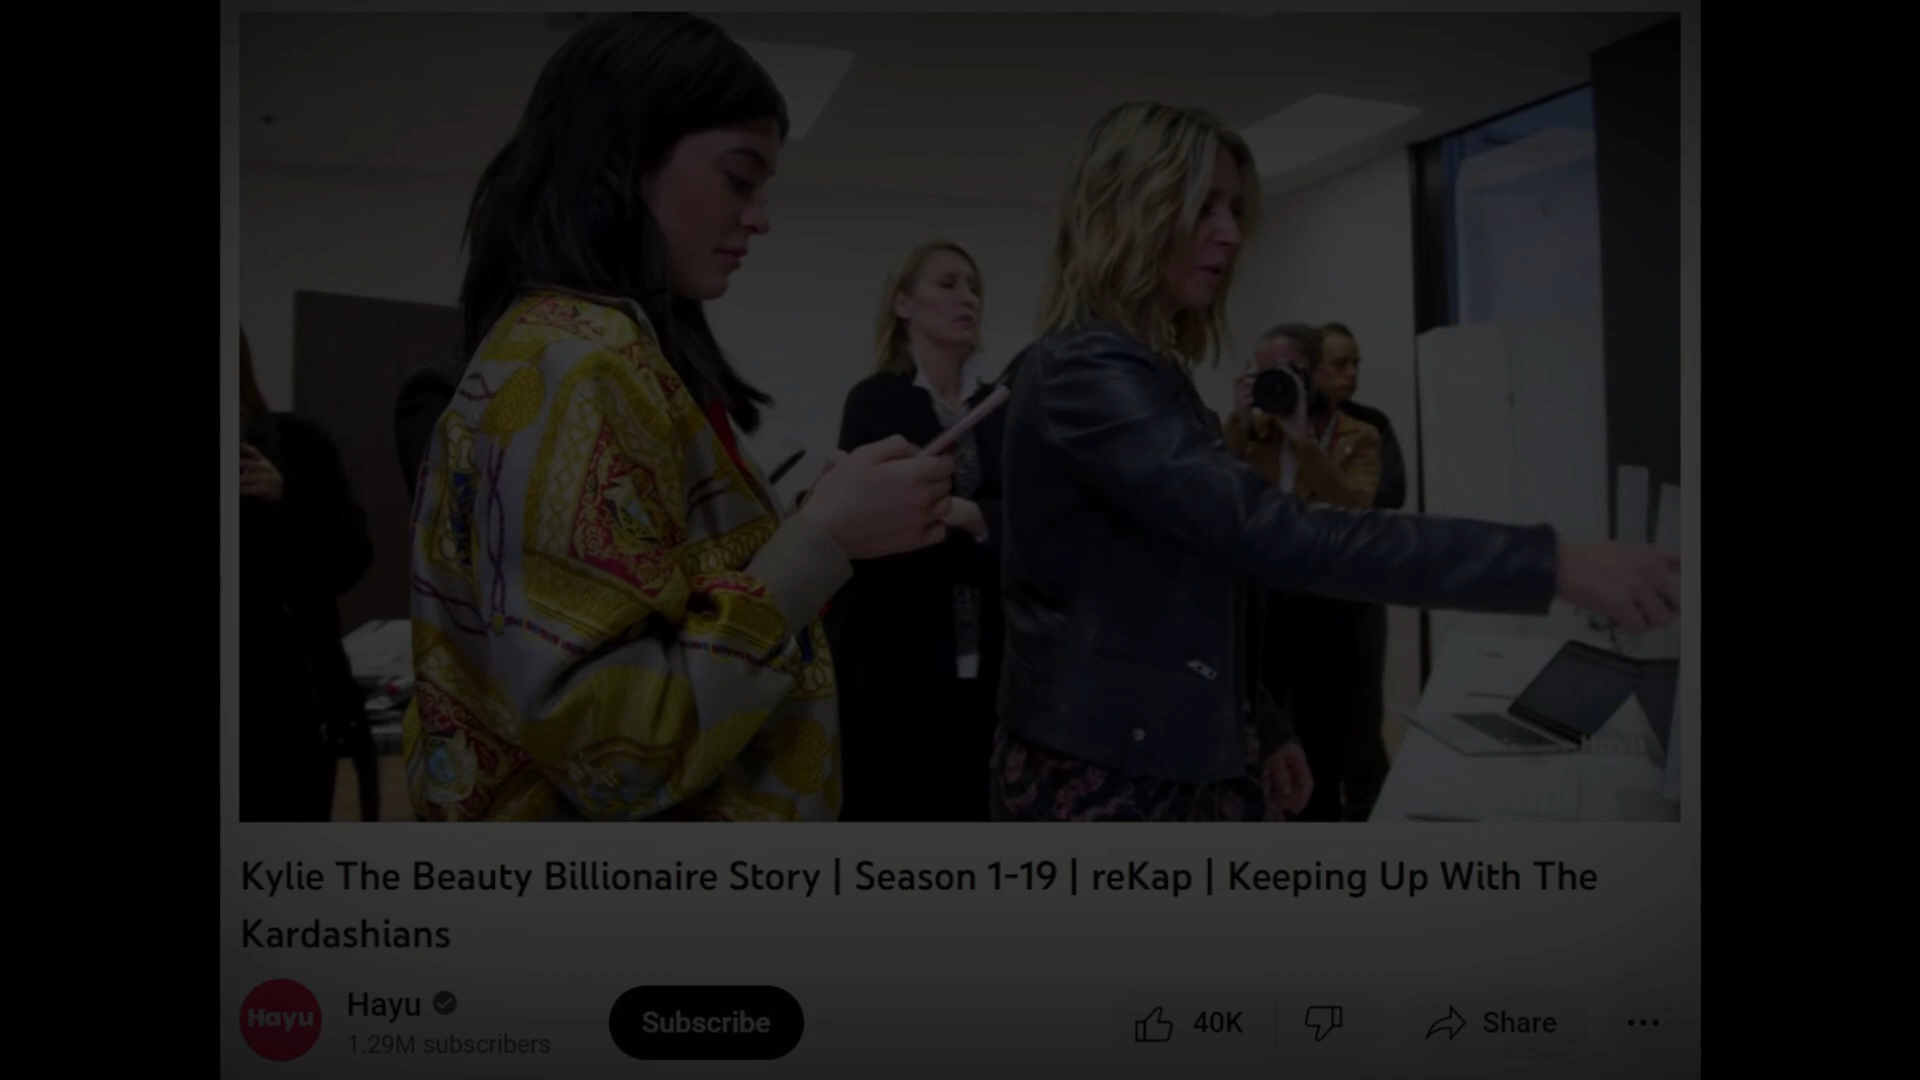 Hayu
Kylie The Beauty Billionaire Story | Season 1-19 | reKap | Keeping Up With The
Kardashians
Hayu
Hayu
1.29M subscribers
Subscribe
40K
Share